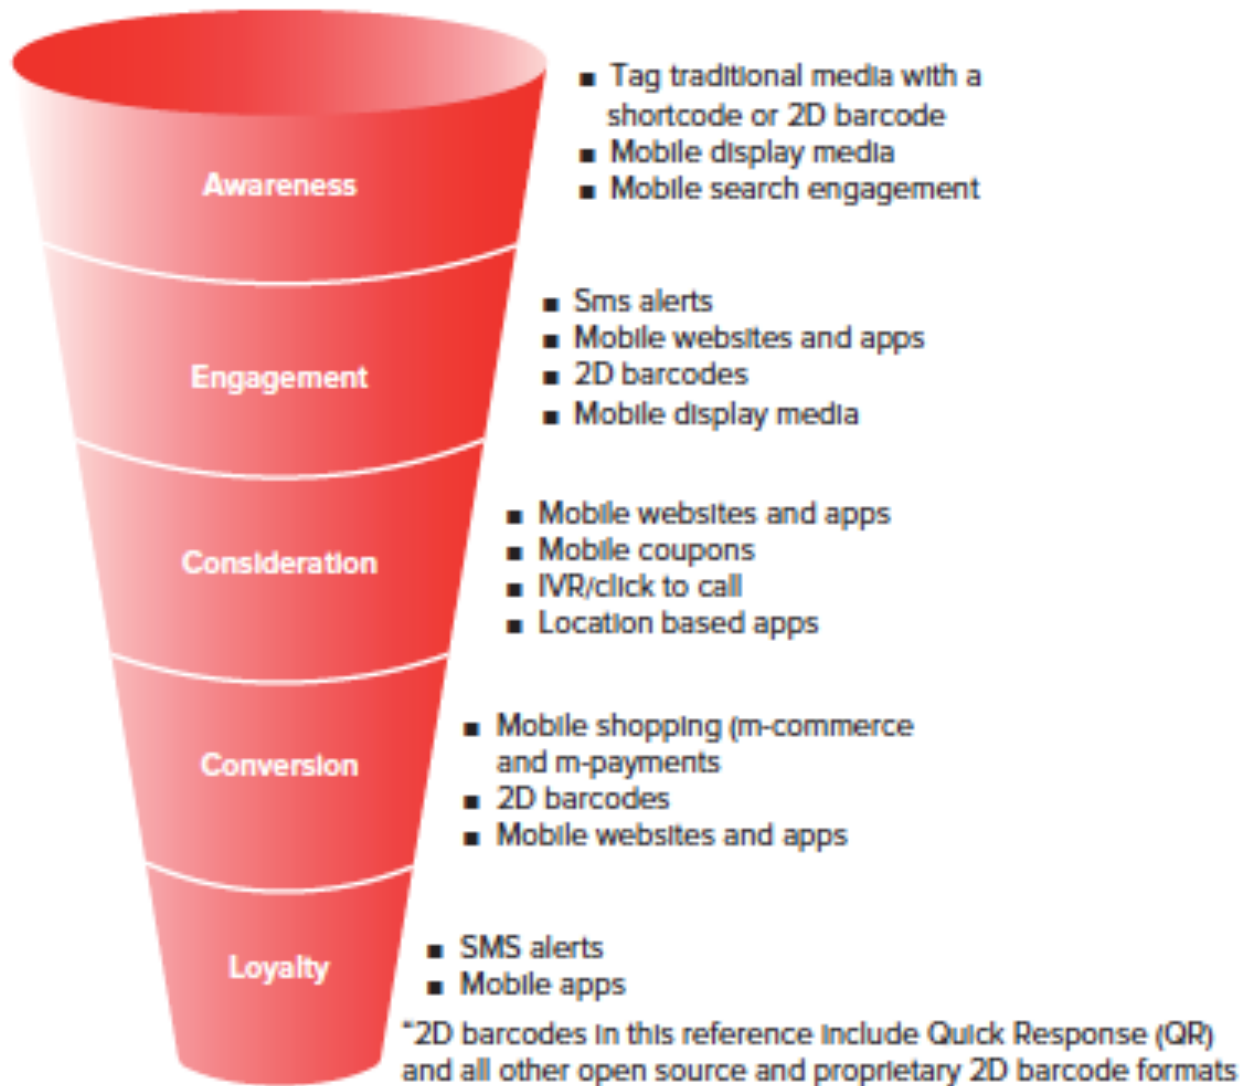 ■ Tag traditional media with a
shortcode or 2D barcode
■ Mobile display media
■ Mobile search engagement
Awareness
■ Sms alerts
■ Mobile websites and apps
■ 2D barcodes
■ Mobile display media
Engagement
■ Mobile websites and apps
■ Mobile coupons
■ IVR/click to call
■ Location based apps
Consideration
■ Mobile shopping (m-commerce
and m-payments
■ 2D barcodes
■ Mobile websites and apps
Conversion
■ SMS alerts
■ Mobile apps
Loyalty
"2D barcodes in this reference include Quick Response (QR)
and all other open source and proprietary 2D barcode formats